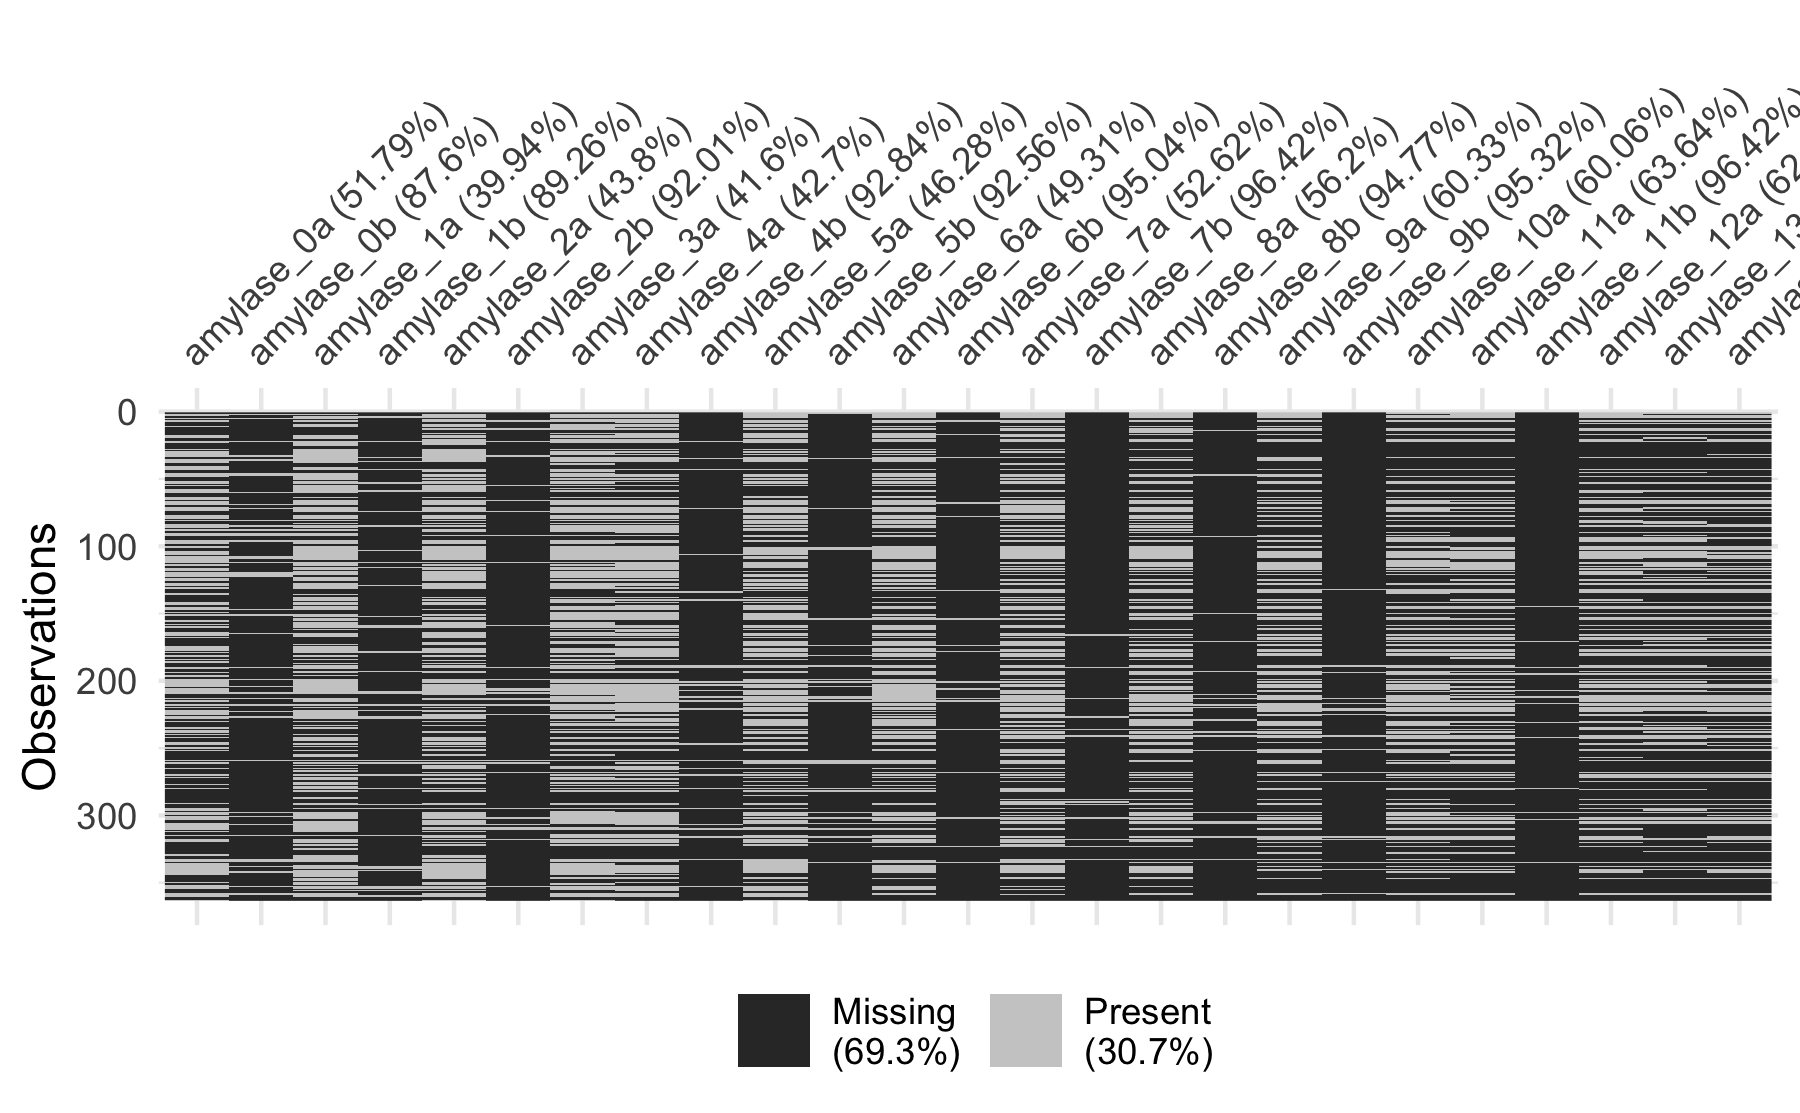 amylase_0a (51.79%)
amylase_0b (87.6%)
amylase_1a (39.94%)
amylase_1b (89.26%)
amylase_2a (43.8%)
amylase_2b (92.01%)
amylase_3a (41.6%)
amylase_4a (42.7%)
amylase_4b (92.84%)
amylase_5a (46.28%)
amylase_5b (92.56%)
amylase_6a (49.31%)
amylase_6b (95.04%)
amylase_7a (52.62%)
amylase_7b (96.42%)
amylase_8a (56.2%)
amylase_8b (94.77%)
amylase_9a (60.33%)
amylase_9b (95.32%)
amylase_10a (60.06%)
amylase_11a (63.64%)
amylase_11b (96.42%
amylase_12a (62
amylase_13
Observations
0
100
200
300
Missing
(69.3%)
Present
(30.7%)